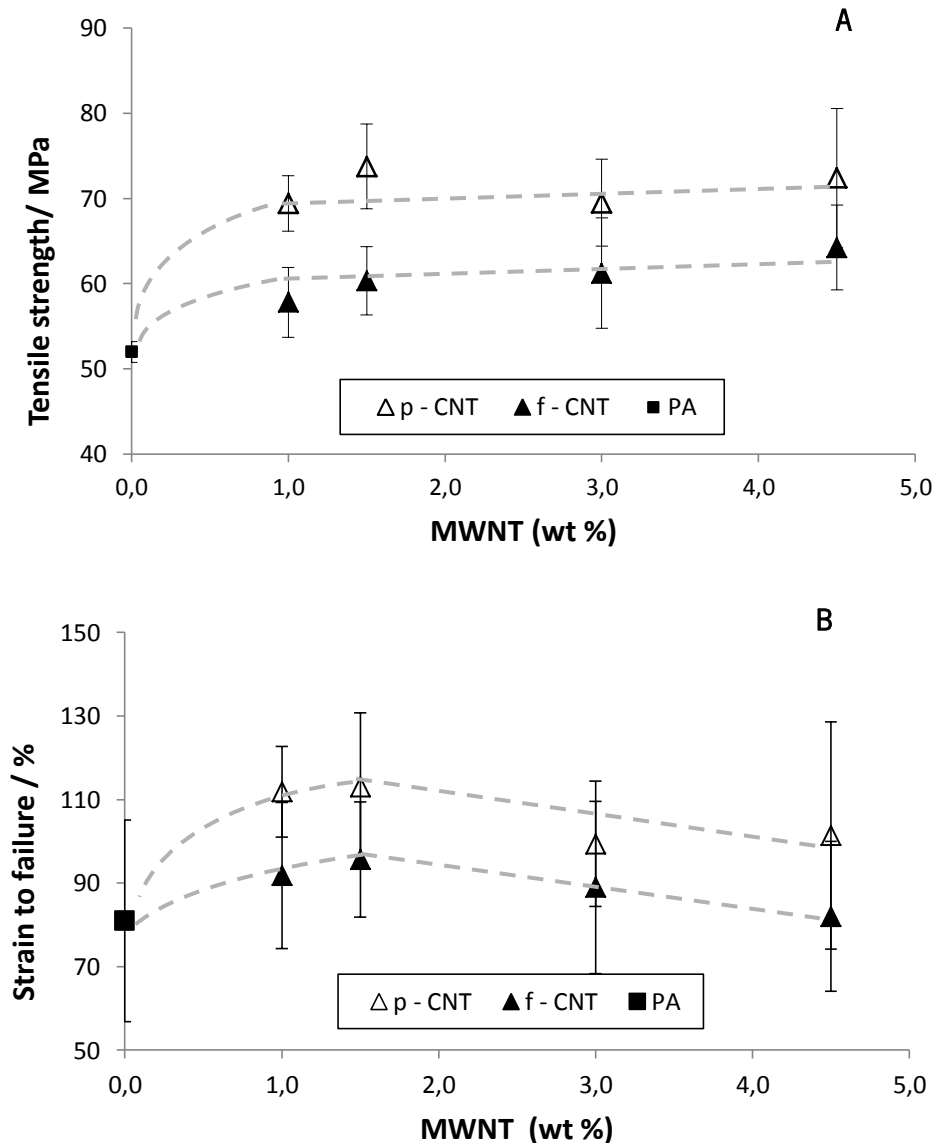 A
90
80
70
60
50
40
Tensile strength/ MPa
p - CNT f - CNT PA
0,0 1,0 2,0 3,0 4,0 5,0
MWNT (wt %)
B
150
130
110
90
70
50
Strain to failure / %
p - CNT f - CNT PA
0,0 1,0 2,0 3,0 4,0 5,0
MWNT (wt %)